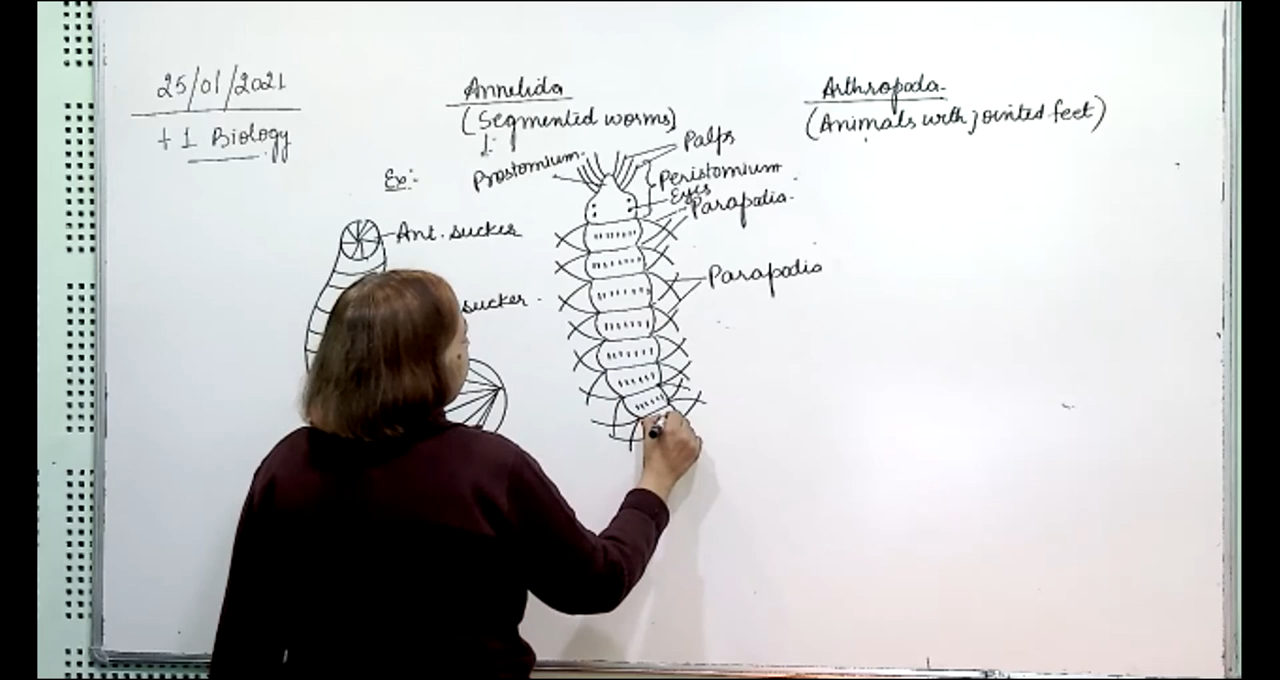 25/01/2021
+1 Biology
Annelida
(Segmented worms)
Arthropoda
(Animals with jointed feet)
Ex:
Prostomium
Palps
Peristomium
Eyes
Parapodia
Ant. sucker
Parapodia
sucker